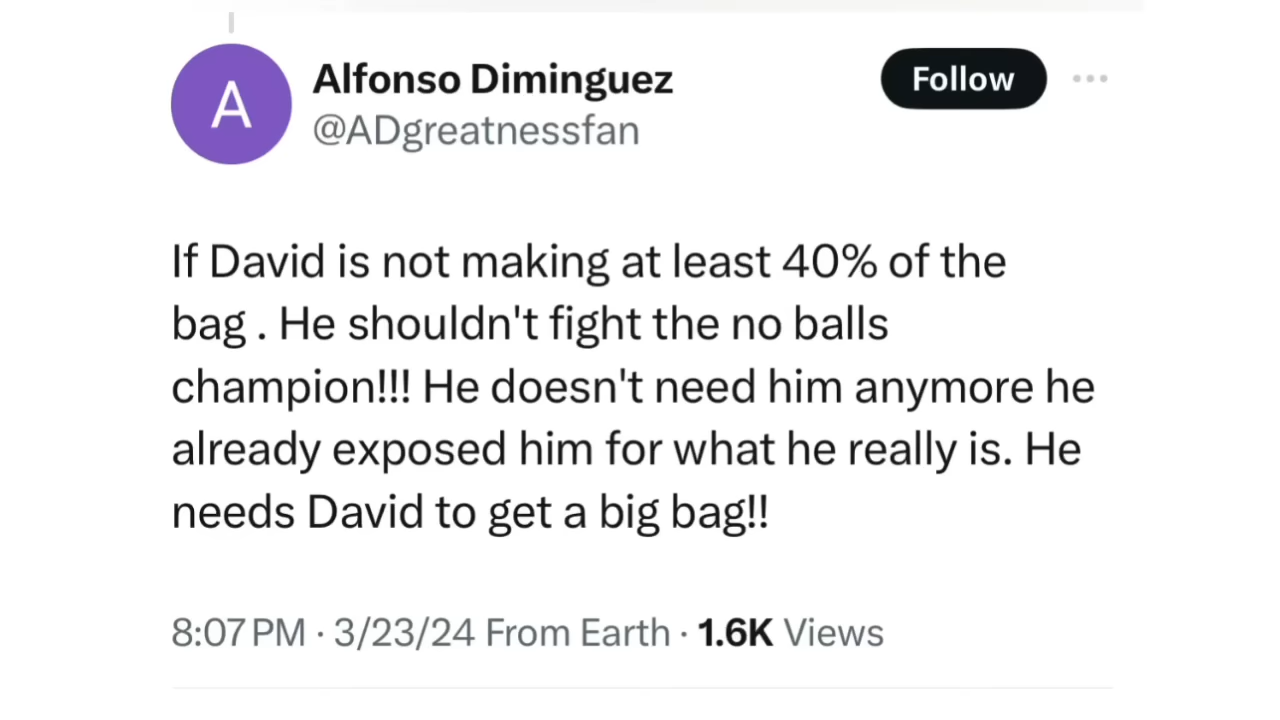 A
Alfonso Diminguez
@ADgreatnessfan
Follow
If David is not making at least 40% of the
bag . He shouldn't fight the no balls
champion!!! He doesn't need him anymore he
already exposed him for what he really is. He
needs David to get a big bag!!
8:07 PM · 3/23/24 From Earth · 1.6K Views